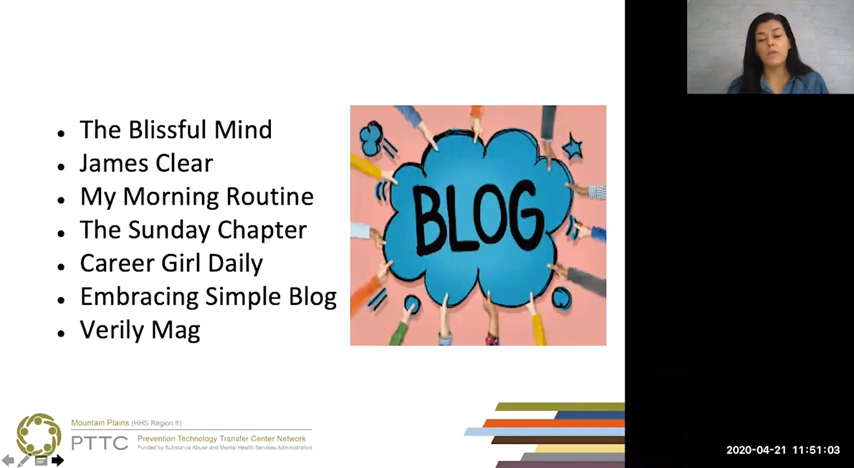 The Blissful Mind
James Clear
My Morning Routine
The Sunday Chapter
Career Girl Daily
Embracing Simple Blog
Verily Mag
BLOG
Mountain Plains (HHS Region 8)
PTTC
Prevention Technology Transfer Center Network
Funded by Substance Abuse and Mental Health Services Administration
2020-04-21 11:51:03